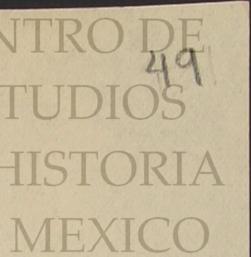 NTRO DE
49
TUDIOS
HISTORIA
MEXICO